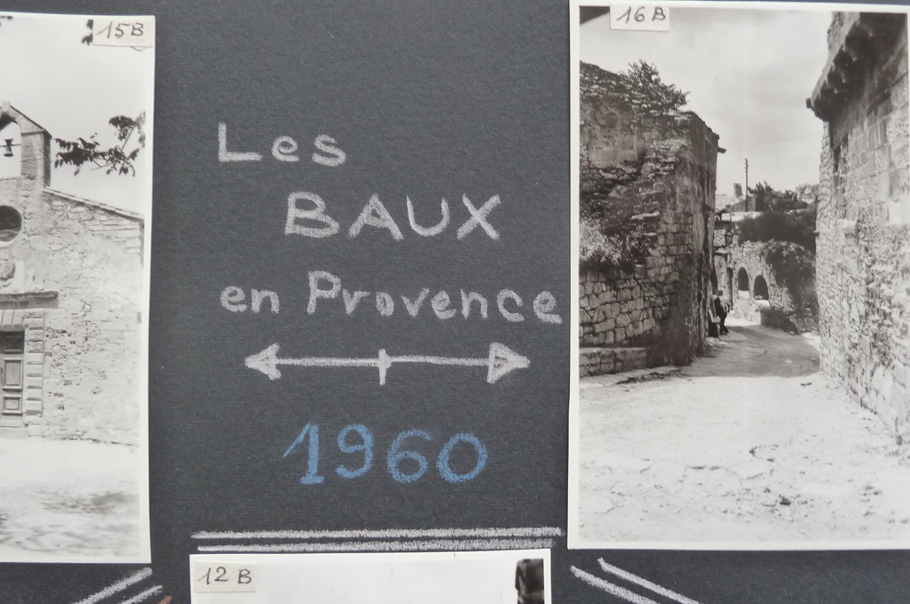 15B
16B
Les
BAUX
en Provence
1960
12B